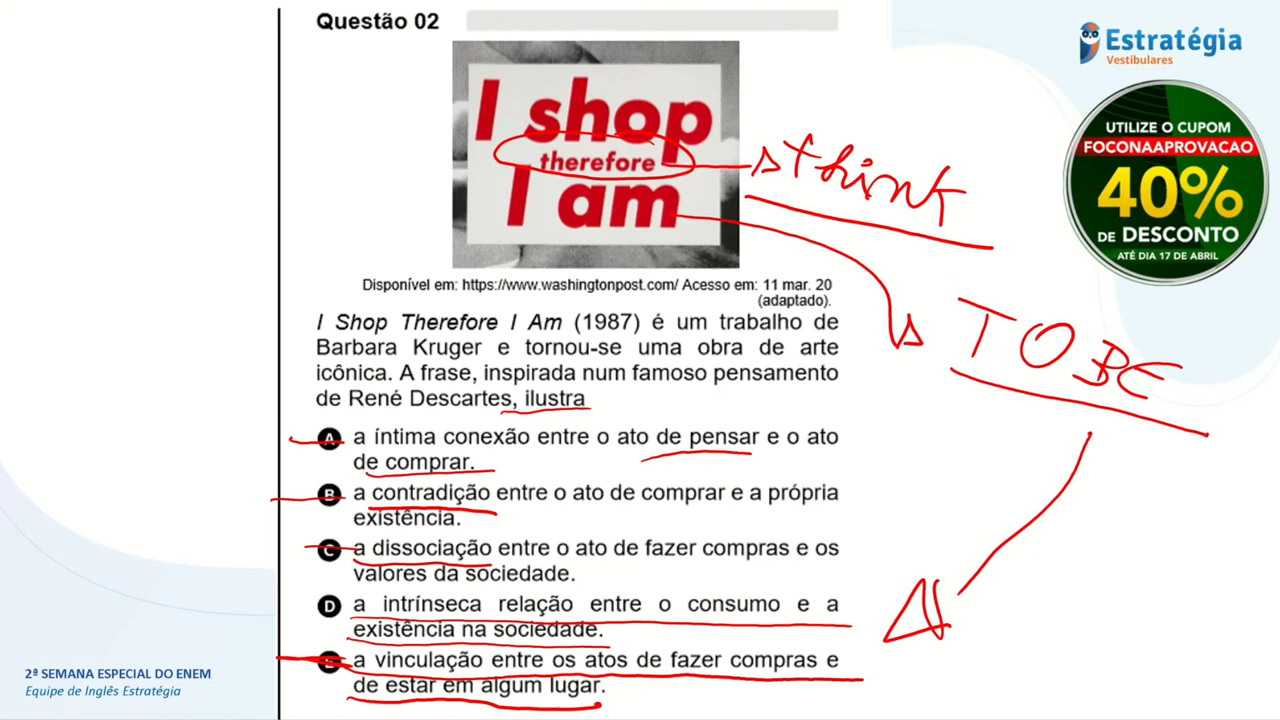 Questão 02
I shop
therefore
I am
think
TO BE
Disponível em: https://www.washingtonpost.com/ Acesso em: 11 mar. 20
(adaptado).
I Shop Therefore I Am (1987) é um trabalho de
Barbara Kruger e tornou-se uma obra de arte
icônica. A frase, inspirada num famoso pensamento
de René Descartes, ilustra
A a íntima conexão entre o ato de pensar e o ato
de comprar.
B a contradição entre o ato de comprar e a própria
existência.
C a dissociação entre o ato de fazer compras e os
valores da sociedade.
D a intrínseca relação entre o consumo e a
existência na sociedade.
E a vinculação entre os atos de fazer compras e
de estar em algum lugar.
Estratégia
Vestibulares
UTILIZE O CUPOM
FOCONAAPROVACAO
40%
DE DESCONTO
ATÉ DIA 17 DE ABRIL
2ª SEMANA ESPECIAL DO ENEM
Equipe de Inglês Estratégia